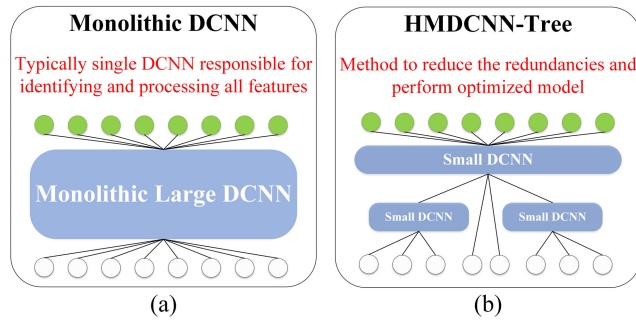 Monolithic DCNN
Typically single DCNN responsible for
identifying and processing all features
Monolithic Large DCNN
(a)
HMDCNN-Tree
Method to reduce the redundancies and
perform optimized model
Small DCNN
Small DCNN
Small DCNN
(b)